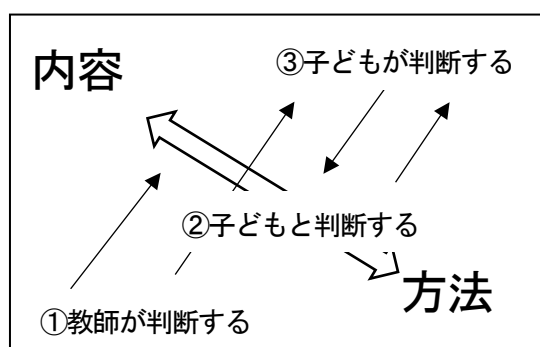 内容
③子どもが判断する
②子どもと判断する
方法
①教師が判断する